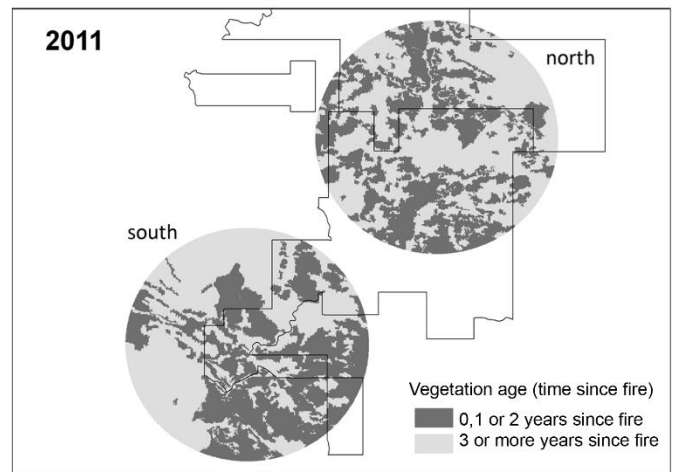 2011
north
south
Vegetation age (time since fire)
0,1 or 2 years since fire
3 or more years since fire